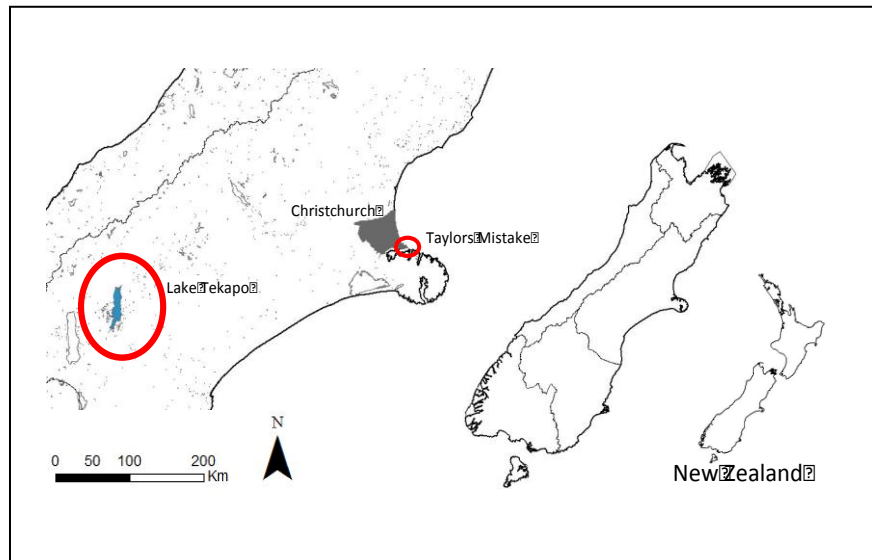 Christchurch
Taylors Mistake
Lake Tekapo
N
0 50 100 200
Km
New Zealand